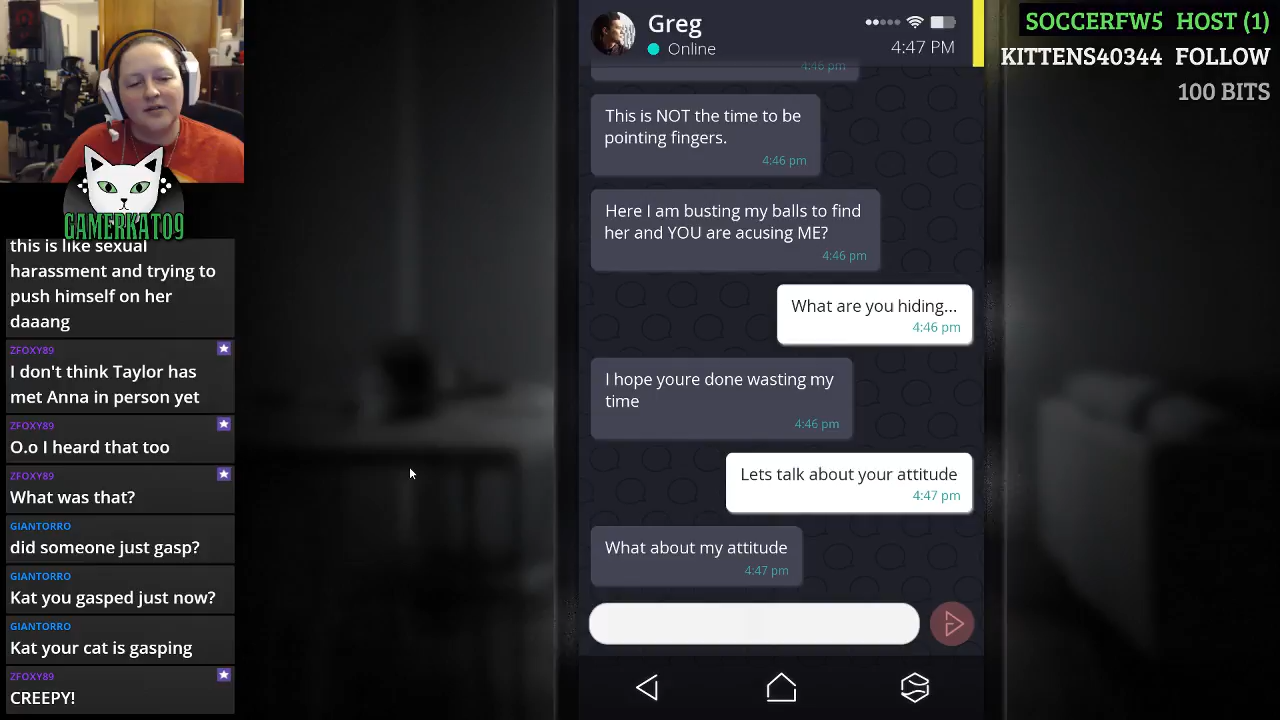 Greg
Online
4:47 PM
SOCCERFW5 HOST (1)
KITTENS40344 FOLLOW
100 BITS
4:46 pm
This is NOT the time to be
pointing fingers.
4:46 pm
Here I am busting my balls to find
her and YOU are acusing ME?
4:46 pm
What are you hiding...
4:46 pm
I hope youre done wasting my
time
4:46 pm
Lets talk about your attitude
4:47 pm
What about my attitude
4:47 pm
GAMERKAT09
this is like sexual
harassment and trying to
push himself on her
daaang
ZFOXY89
I don't think Taylor has
met Anna in person yet
ZFOXY89
O.o I heard that too
ZFOXY89
What was that?
GIANTORRO
did someone just gasp?
GIANTORRO
Kat you gasped just now?
GIANTORRO
Kat your cat is gasping
ZFOXY89
CREEPY!